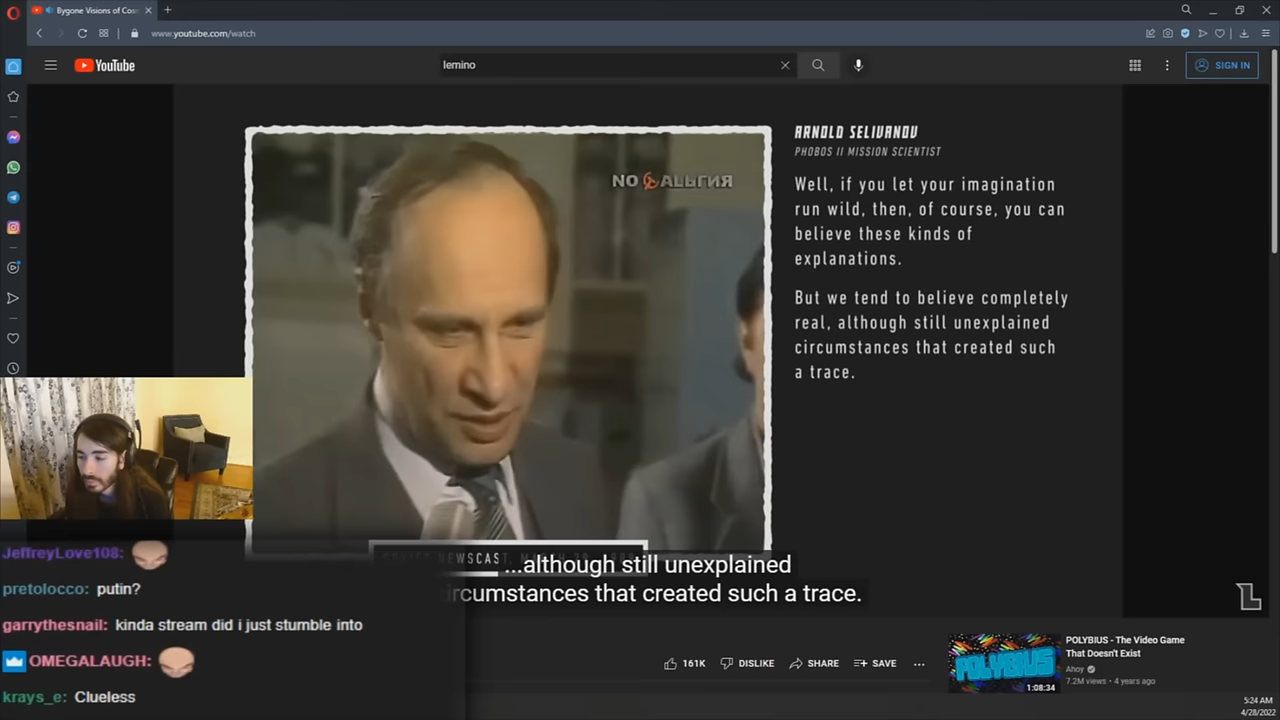 Bygone Visions of Cosm
www.youtube.com/watch
YouTube
lemino
SIGN IN
ARNOLD SELIVANOV
PHOBOS II MISSION SCIENTIST
NO АЛЬГИЯ
Well, if you let your imagination
run wild, then, of course, you can
believe these kinds of
explanations.
But we tend to believe completely
real, although still unexplained
circumstances that created such
a trace.
...although still unexplained
circumstances that created such a trace.
JeffreyLove108:
pretolocco: putin?
garrythesnail: kinda stream did i just stumble into
OMEGALAUGH:
krays_e: Clueless
161K
DISLIKE
SHARE
SAVE
POLYBIUS
1:08:34
POLYBIUS - The Video Game
That Doesn't Exist
Ahoy
7.2M views • 4 years ago
5:24 AM
4/28/2022